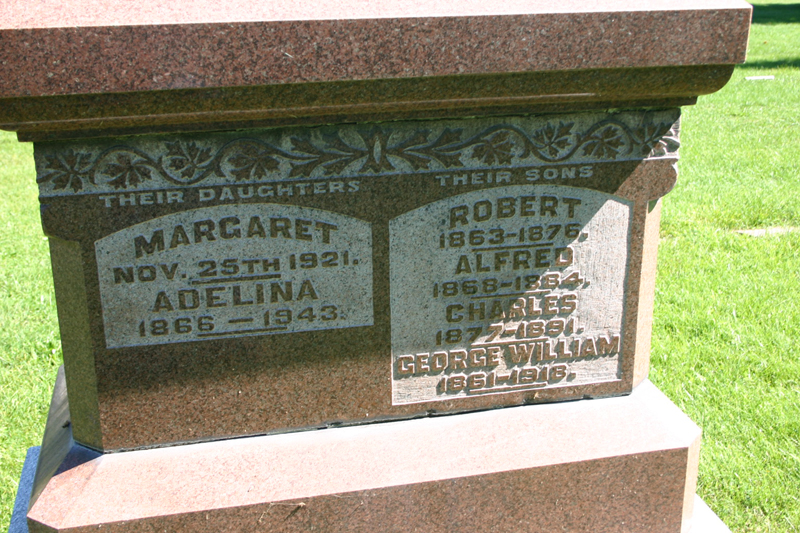 THEIR DAUGHTERS
MARGARET
NOV. 25TH 1921.
ADELINA
1866 — 1943.
THEIR SONS
ROBERT
1863-1876.
ALFRED
1868-1884.
CHARLES
1877-1891.
GEORGE WILLIAM
1861-1918.